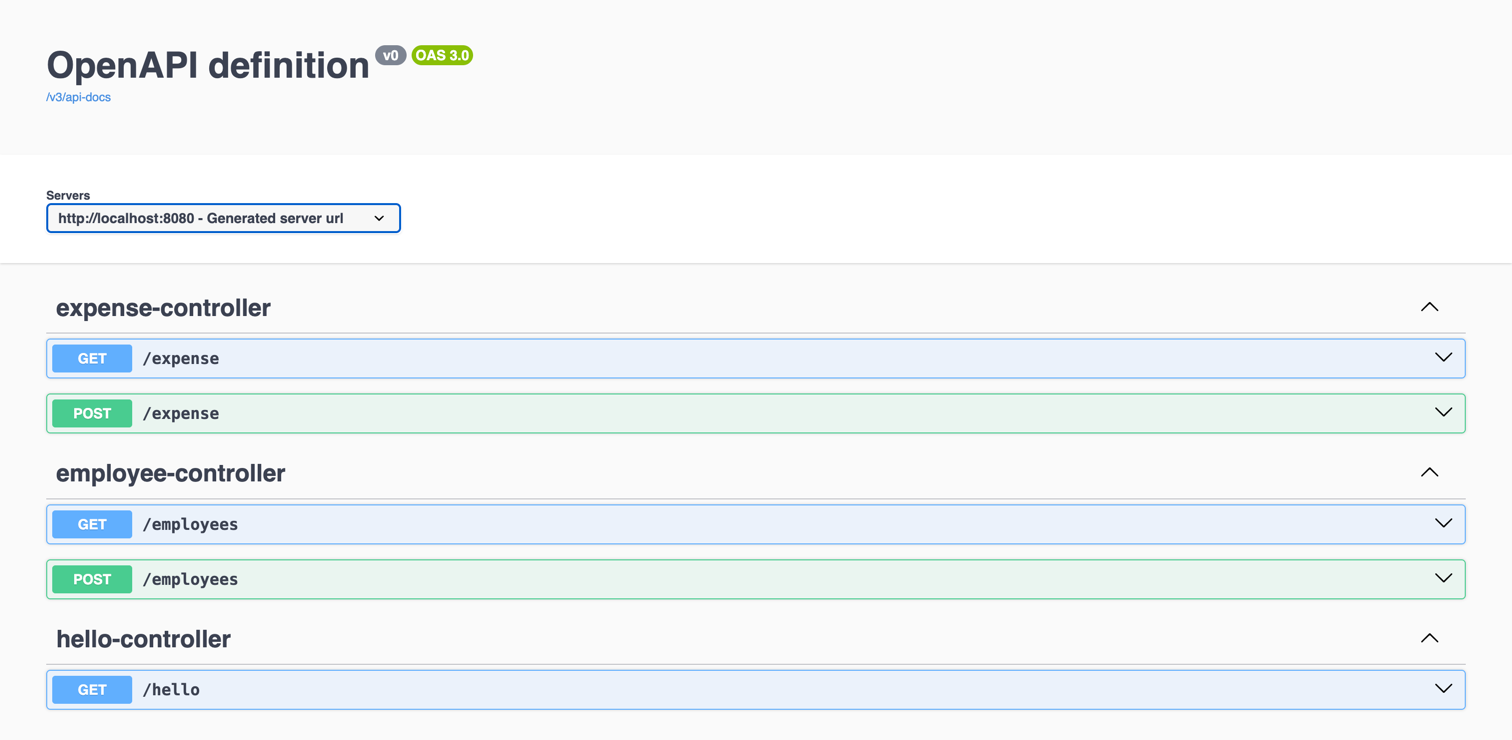 OpenAPI definition v0 OAS 3.0
/v3/api-docs
Servers
http://localhost:8080 - Generated server url
expense-controller
GET /expense
POST /expense
employee-controller
GET /employees
POST /employees
hello-controller
GET /hello